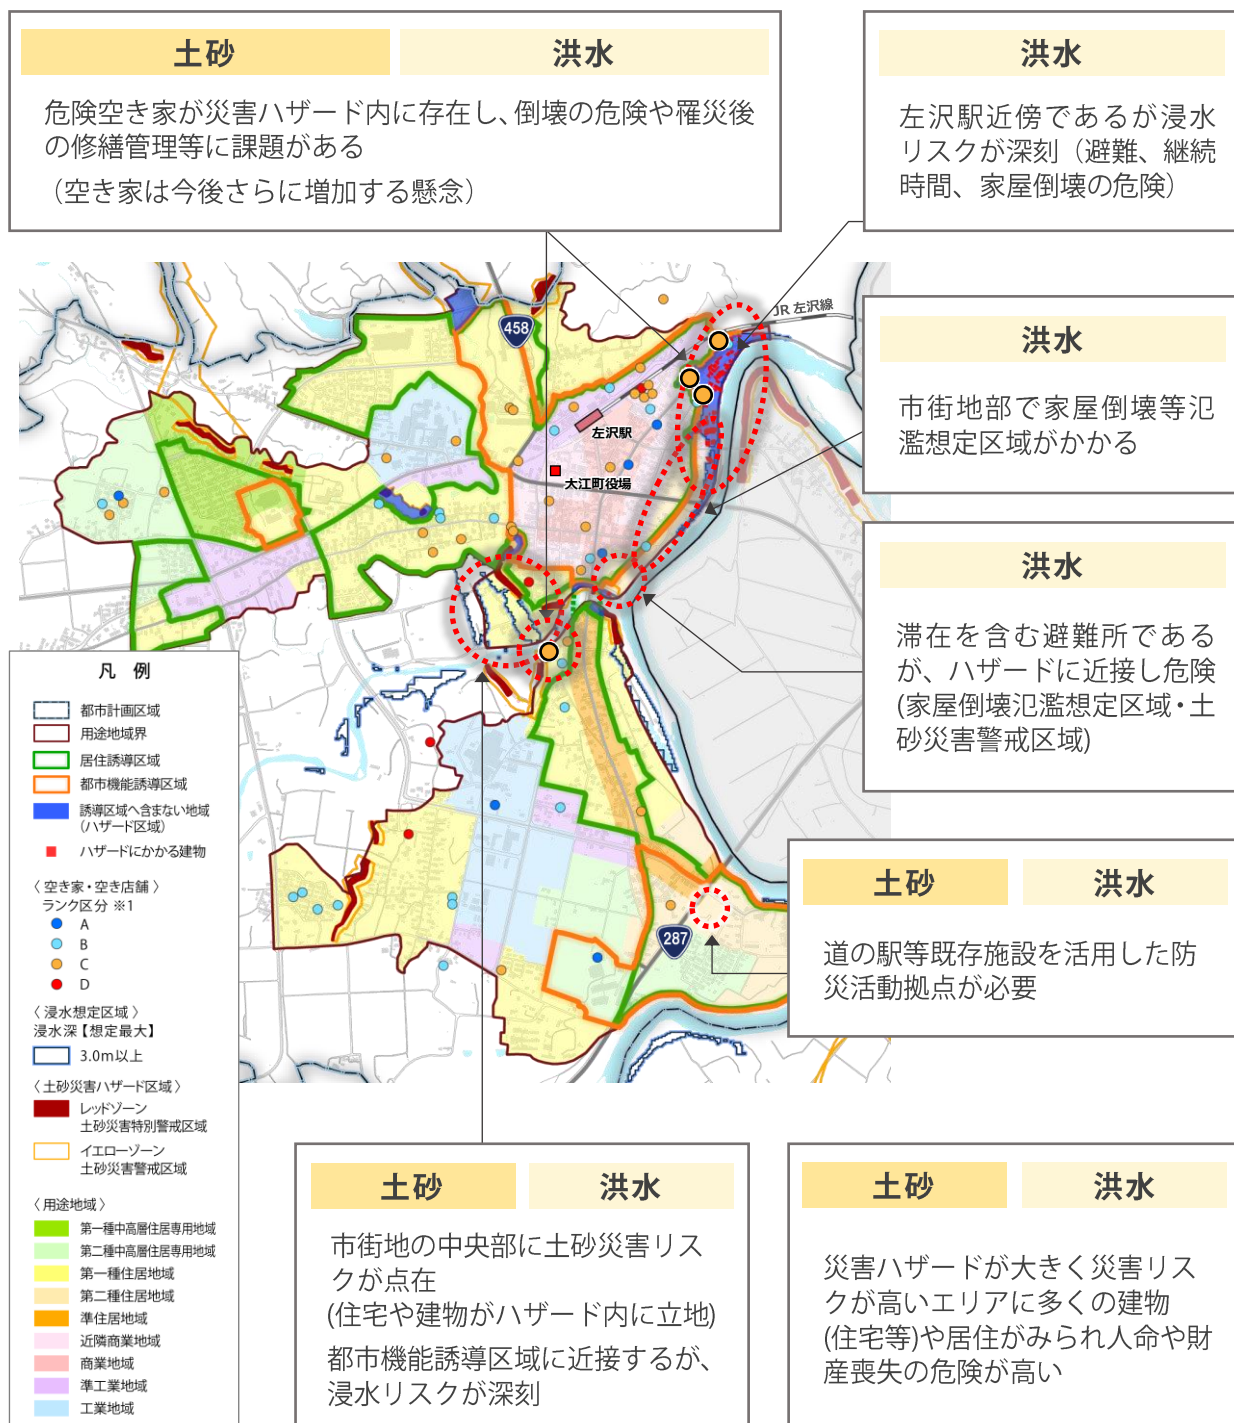 土砂
洪水
危険空き家が災害ハザード内に存在し、倒壊の危険や罹災後
の修繕管理等に課題がある
（空き家は今後さらに増加する懸念）
洪水
左沢駅近傍であるが浸水
リスクが深刻（避難、継続
時間、家屋倒壊の危険）
洪水
市街地部で家屋倒壊等氾
濫想定区域がかかる
洪水
滞在を含む避難所である
が、ハザードに近接し危険
(家屋倒壊氾濫想定区域・土
砂災害警戒区域)
土砂
洪水
道の駅等既存施設を活用した防
災活動拠点が必要
JR 左沢線
458
左沢駅
大江町役場
287
凡 例
都市計画区域
用途地域界
居住誘導区域
都市機能誘導区域
誘導区域へ含まない地域
（ハザード区域）
ハザードにかかる建物
〈 空き家・空き店舗 〉
ランク区分 ※1
A
B
C
D
〈 浸水想定区域 〉
浸水深【想定最大】
3.0m以上
〈 土砂災害ハザード区域 〉
レッドゾーン
土砂災害特別警戒区域
イエローゾーン
土砂災害警戒区域
〈 用途地域 〉
第一種中高層住居専用地域
第二種中高層住居専用地域
第一種住居地域
第二種住居地域
準住居地域
近隣商業地域
商業地域
準工業地域
工業地域
土砂
洪水
市街地の中央部に土砂災害リス
クが点在
(住宅や建物がハザード内に立地)
都市機能誘導区域に近接するが、
浸水リスクが深刻
土砂
洪水
災害ハザードが大きく災害リス
クが高いエリアに多くの建物
(住宅等)や居住がみられ人命や財
産喪失の危険が高い